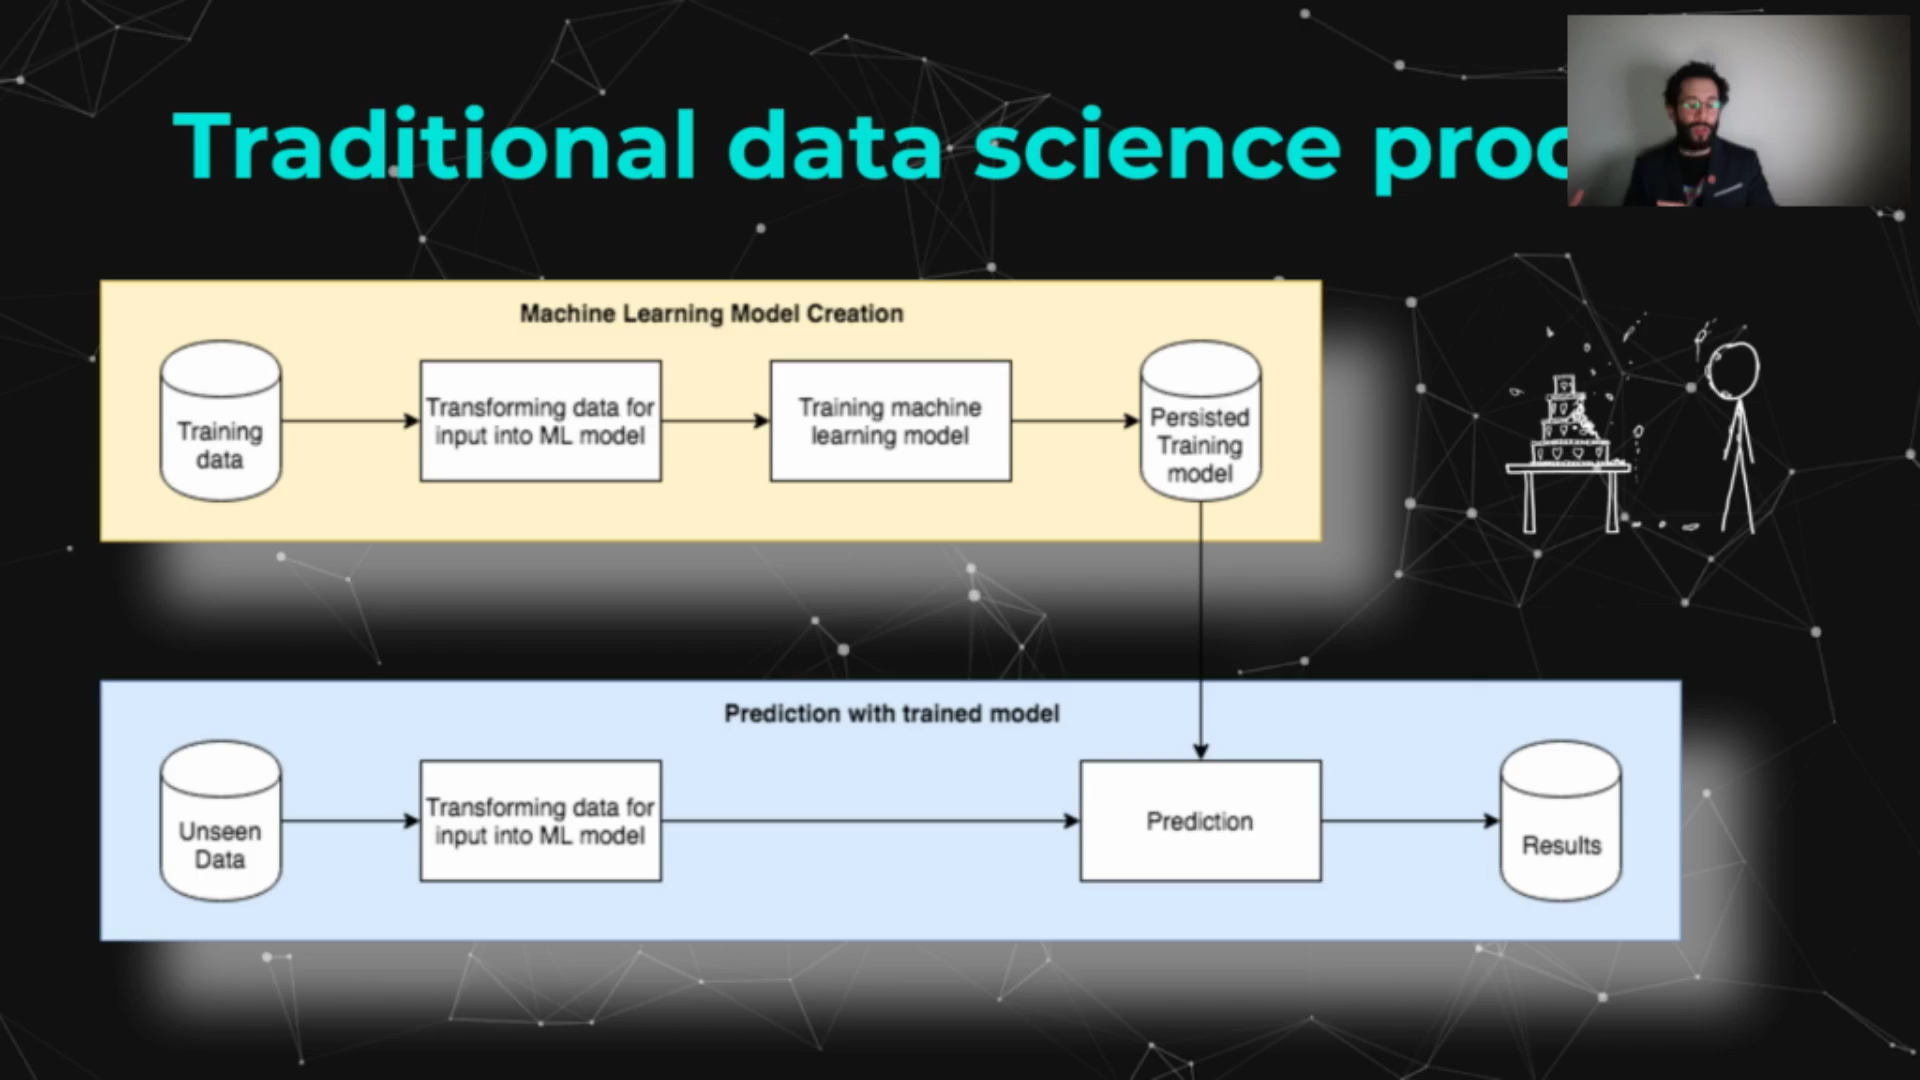 Traditional data science proc
Machine Learning Model Creation
Training
data
Transforming data for
input into ML model
Training machine
learning model
Persisted
Training
model
Prediction with trained model
Unseen
Data
Transforming data for
input into ML model
Prediction
Results